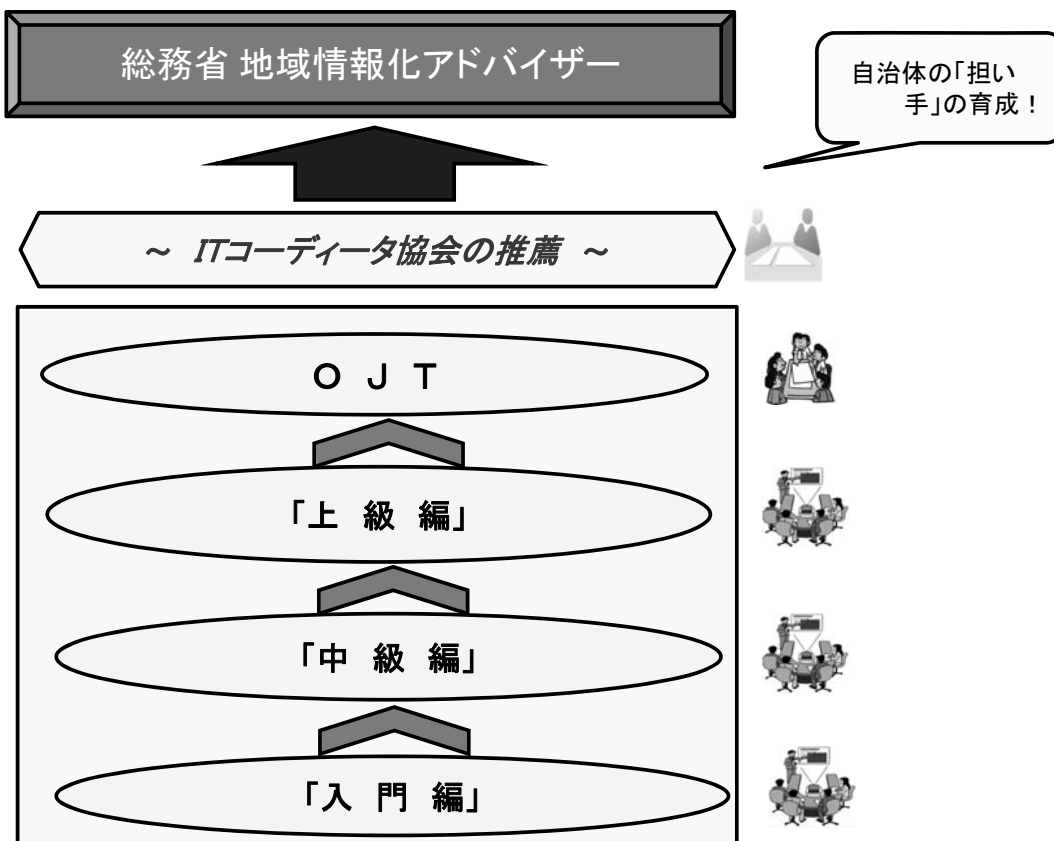 総務省 地域情報化アドバイザー
自治体の「担い
手」の育成！
～ ITコーディータ協会の推薦 ～
ＯＪＴ
「上 級 編」
「中 級 編」
「入 門 編」